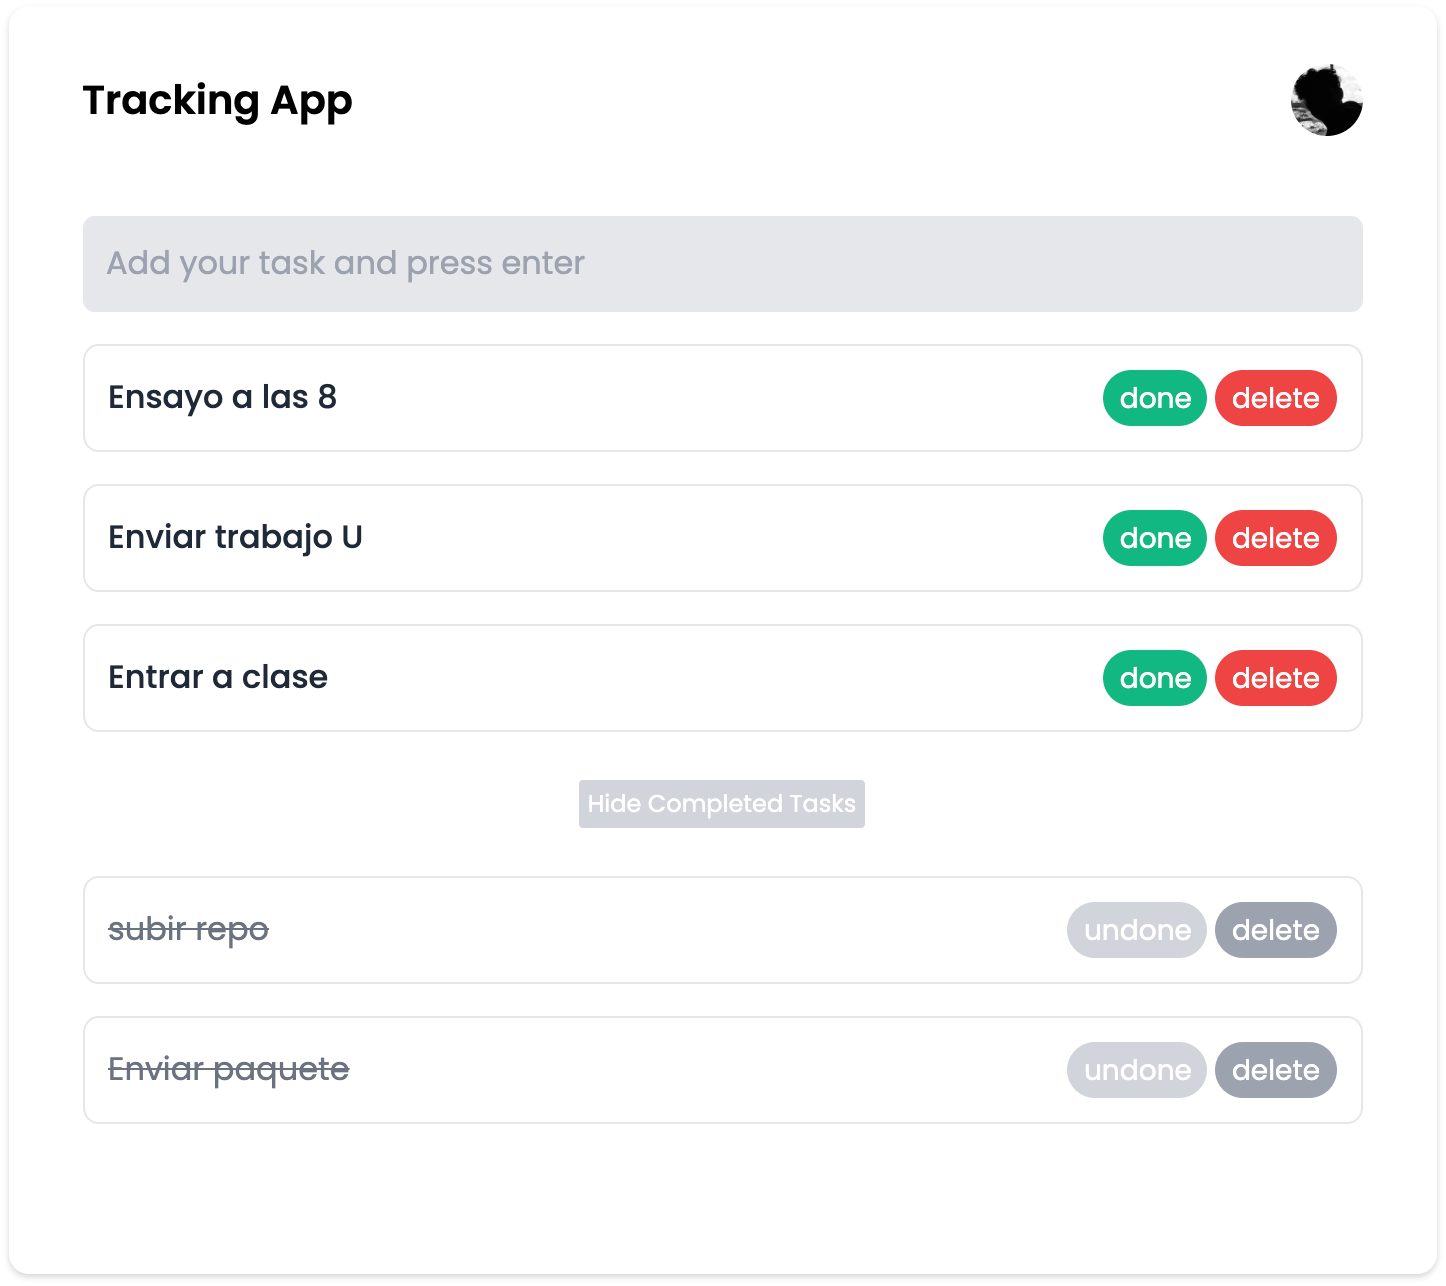 Tracking App
Add your task and press enter
Ensayo a las 8 done delete
Enviar trabajo U done delete
Entrar a clase done delete
Hide Completed Tasks
subir repo undone delete
Enviar paquete undone delete